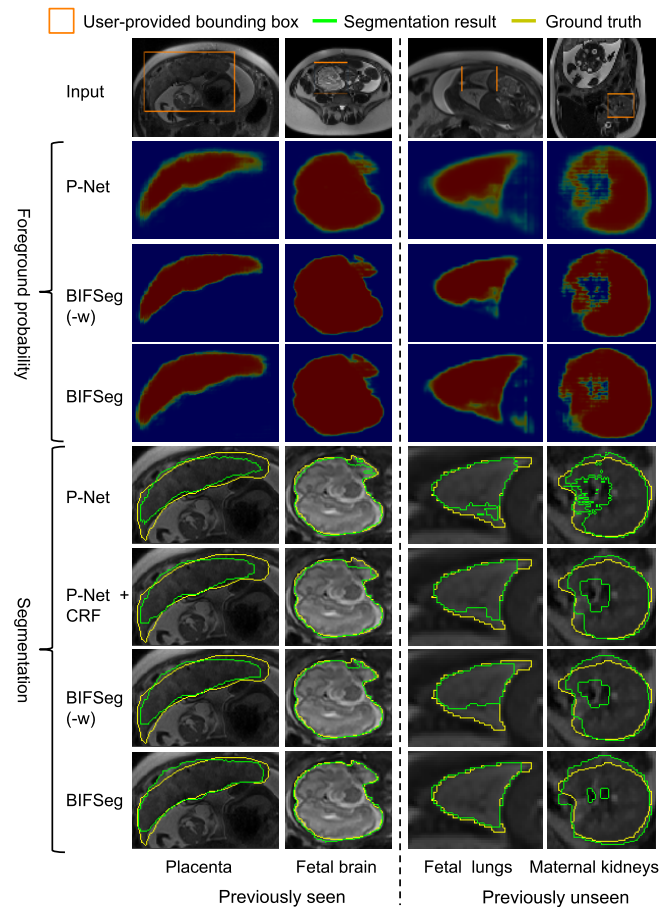 User-provided bounding box Segmentation result Ground truth
Input
Foreground probability
P-Net
BIFSeg
(-w)
BIFSeg
Segmentation
P-Net
P-Net +
CRF
BIFSeg
(-w)
BIFSeg
Placenta Fetal brain Fetal lungs Maternal kidneys
Previously seen Previously unseen